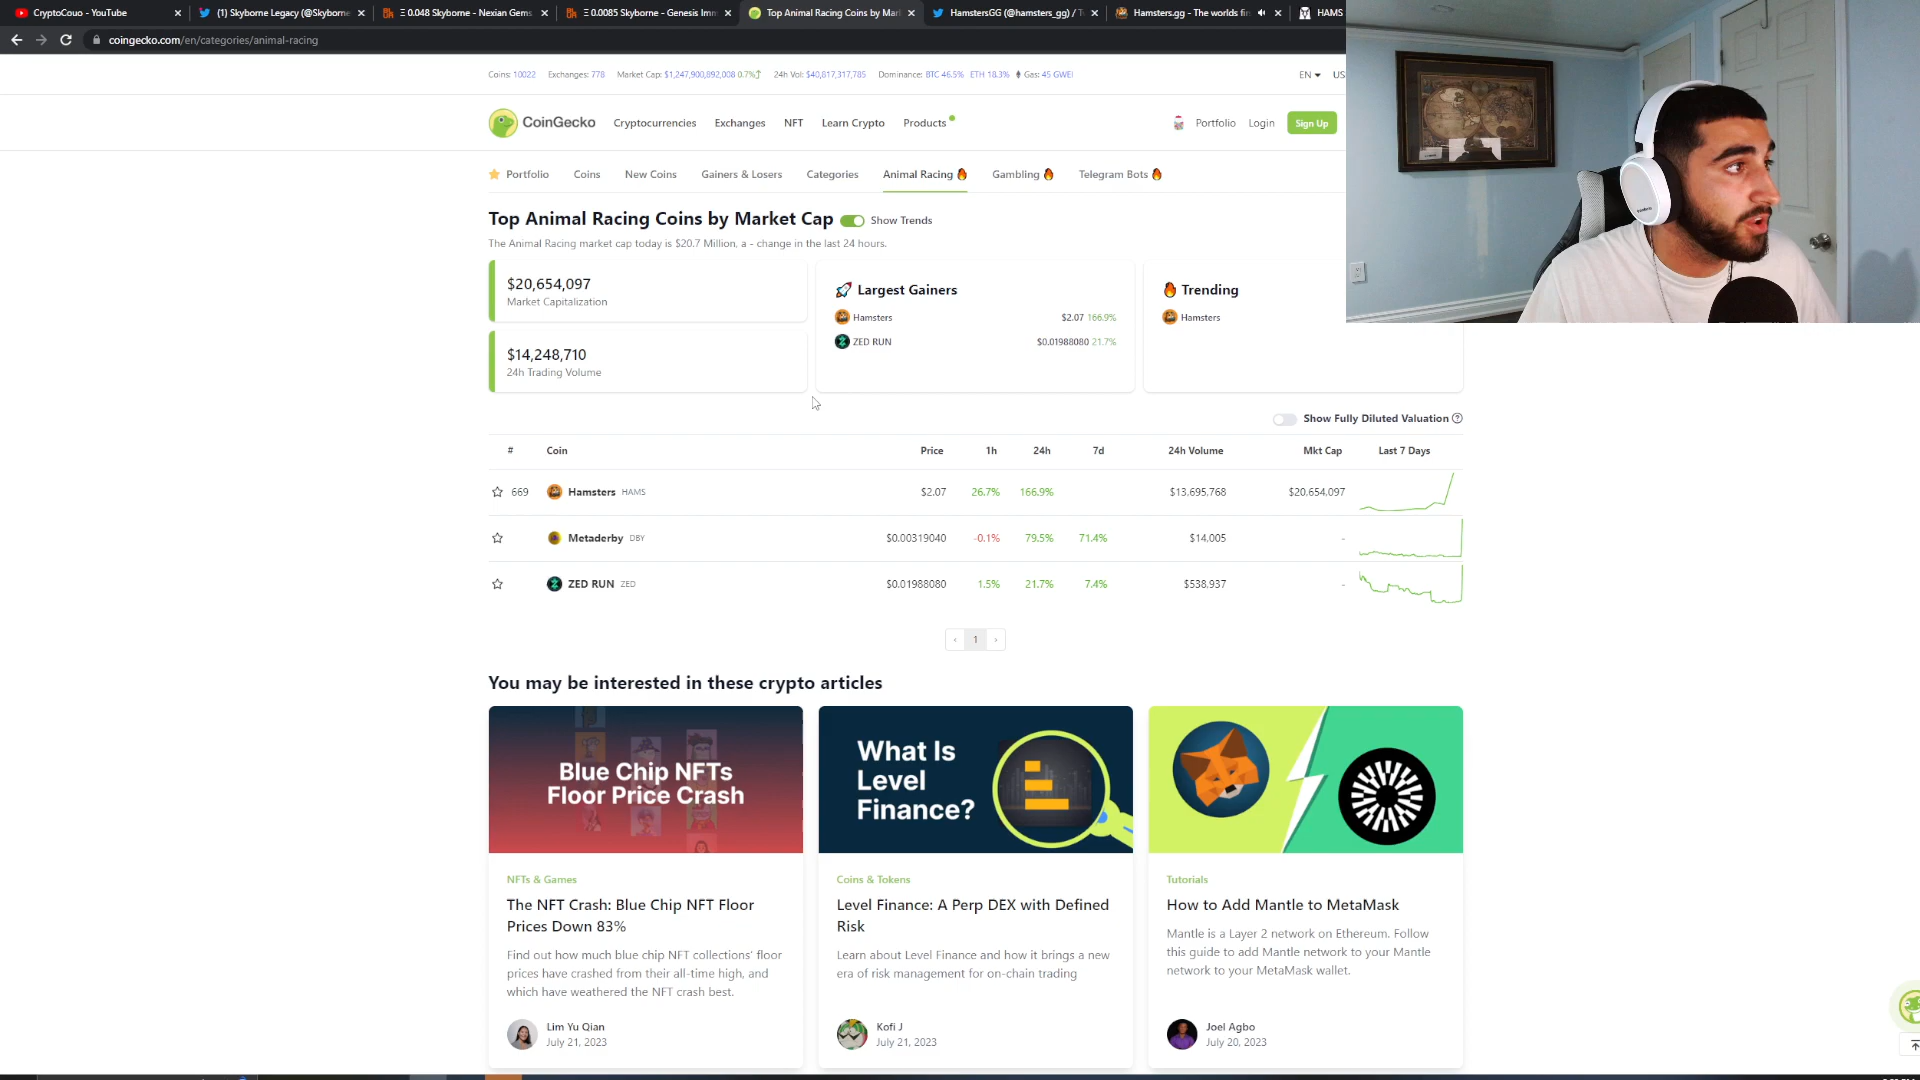 CryptoCouo - YouTube
(1) Skyborne Legacy (@Skyborne
Ξ 0.048 Skyborne - Nexian Gems
Ξ 0.0085 Skyborne - Genesis Imm
Top Animal Racing Coins by Mar
HamstersGG (@hamsters_gg) / T
Hamsters.gg - The worlds fir
HAMS
coingecko.com/en/categories/animal-racing
Coins: 10022 Exchanges: 778 Market Cap: $1,247,900,892,008 0.7% 24h Vol: $40,817,317,785 Dominance: BTC 46.5% ETH 18.3% Gas: 45 GWEI
EN US
CoinGecko Cryptocurrencies Exchanges NFT Learn Crypto Products
Portfolio Login Sign Up
Portfolio Coins New Coins Gainers & Losers Categories Animal Racing Gambling Telegram Bots
Top Animal Racing Coins by Market Cap Show Trends
The Animal Racing market cap today is $20.7 Million, a - change in the last 24 hours.
$20,654,097
Market Capitalization
$14,248,710
24h Trading Volume
Largest Gainers
Hamsters $2.07 166.9%
ZED RUN $0.01988080 21.7%
Trending
Hamsters
Show Fully Diluted Valuation
# Coin Price 1h 24h 7d 24h Volume Mkt Cap Last 7 Days
669 Hamsters HAMS $2.07 26.7% 166.9% $13,695,768 $20,654,097
Metaderby DBY $0.00319040 -0.1% 79.5% 71.4% $14,005 -
ZED RUN ZED $0.01988080 1.5% 21.7% 7.4% $538,937 -
‹ 1 ›
You may be interested in these crypto articles
Blue Chip NFTs
Floor Price Crash
NFTs & Games
The NFT Crash: Blue Chip NFT Floor
Prices Down 83%
Find out how much blue chip NFT collections' floor
prices have crashed from their all-time high, and
which have weathered the NFT crash best.
Lim Yu Qian
July 21, 2023
What Is
Level
Finance?
Coins & Tokens
Level Finance: A Perp DEX with Defined
Risk
Learn about Level Finance and how it brings a new
era of risk management for on-chain trading
Kofi J
July 21, 2023
Tutorials
How to Add Mantle to MetaMask
Mantle is a Layer 2 network on Ethereum. Follow
this guide to add Mantle network to your Mantle
network to your MetaMask wallet.
Joel Agbo
July 20, 2023